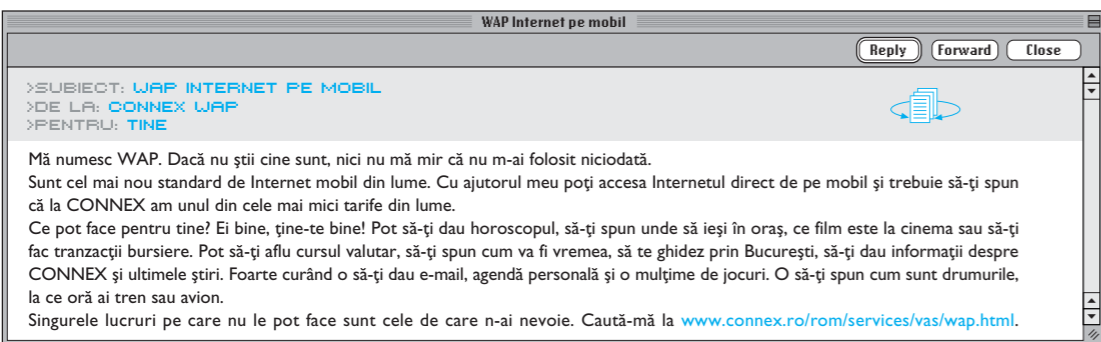 WAP Internet pe mobil
Reply Forward Close
>SUBIECT: WAP INTERNET PE MOBIL
>DE LA: CONNEX WAP
>PENTRU: TINE
Mă numesc WAP. Dacă nu ştii cine sunt, nici nu mă mir că nu m-ai folosit niciodată.
Sunt cel mai nou standard de Internet mobil din lume. Cu ajutorul meu poţi accesa Internetul direct de pe mobil şi trebuie să-ţi spun
că la CONNEX am unul din cele mai mici tarife din lume.
Ce pot face pentru tine? Ei bine, ţine-te bine! Pot să-ţi dau horoscopul, să-ţi spun unde să ieşi în oraş, ce film este la cinema sau să-ţi
fac tranzacţii bursiere. Pot să-ţi aflu cursul valutar, să-ţi spun cum va fi vremea, să te ghidez prin Bucureşti, să-ţi dau informaţii despre
CONNEX şi ultimele ştiri. Foarte curând o să-ţi dau e-mail, agendă personală şi o mulţime de jocuri. O să-ţi spun cum sunt drumurile,
la ce oră ai tren sau avion.
Singurele lucruri pe care nu le pot face sunt cele de care n-ai nevoie. Caută-mă la www.connex.ro/rom/services/vas/wap.html.